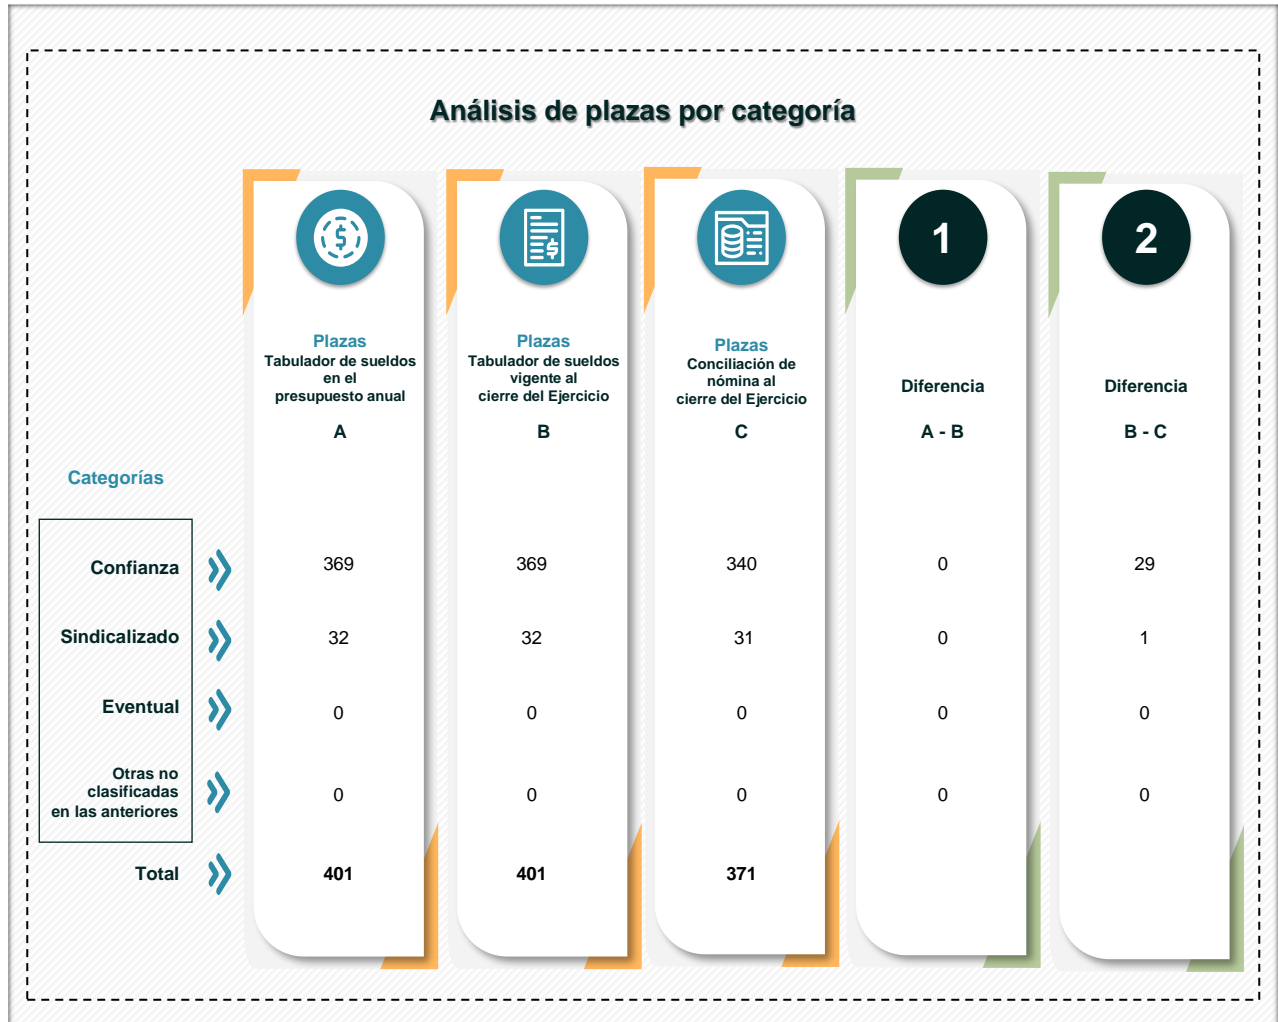 Análisis de plazas por categoría
1
2
Plazas
Tabulador de sueldos
en el
presupuesto anual
A
Plazas
Tabulador de sueldos
vigente al
cierre del Ejercicio
B
Plazas
Conciliación de
nómina al
cierre del Ejercicio
C
Diferencia
A - B
Diferencia
B - C
Categorías
Confianza 369 369 340 0 29
Sindicalizado 32 32 31 0 1
Eventual 0 0 0 0 0
Otras no
clasificadas
en las anteriores 0 0 0 0 0
Total 401 401 371